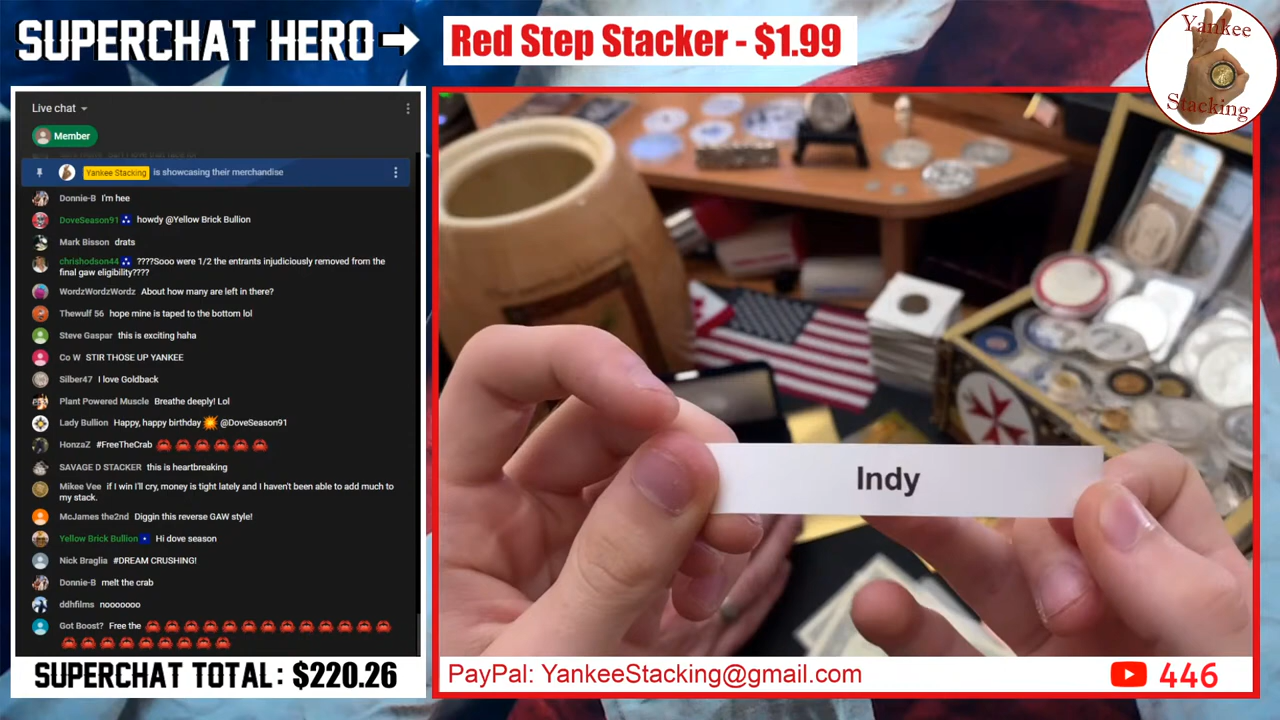 SUPERCHAT HERO
Red Step Stacker - $1.99
Yankee
Stacking
Live chat
Member
Yankee Stacking is showcasing their merchandise
Donnie-B I'm hee
DoveSeason91 howdy @Yellow Brick Bullion
Mark Bisson drats
chrishodson44 ????Sooo were 1/2 the entrants injudiciously removed from the
final gaw eligibility????
WordzWordzWordz About how many are left in there?
Thewulf 56 hope mine is taped to the bottom lol
Steve Gaspar this is exciting haha
Co W STIR THOSE UP YANKEE
Silber47 I love Goldback
Plant Powered Muscle Breathe deeply! Lol
Lady Bullion Happy, happy birthday 💥 @DoveSeason91
HonzaZ #FreeTheCrab 🦀🦀🦀🦀🦀🦀
SAVAGE D STACKER this is heartbreaking
Mikee Vee if I win I'll cry, money is tight lately and I haven't been able to add much to
my stack.
McJames the2nd Diggin this reverse GAW style!
Yellow Brick Bullion Hi dove season
Nick Braglia #DREAM CRUSHING!
Donnie-B melt the crab
ddhfilms nooooooo
Got Boost? Free the 🦀🦀🦀🦀🦀🦀🦀🦀🦀🦀🦀🦀🦀
🦀🦀🦀🦀🦀🦀🦀🦀🦀
SUPERCHAT TOTAL: $220.26
Indy
PayPal: YankeeStacking@gmail.com
446